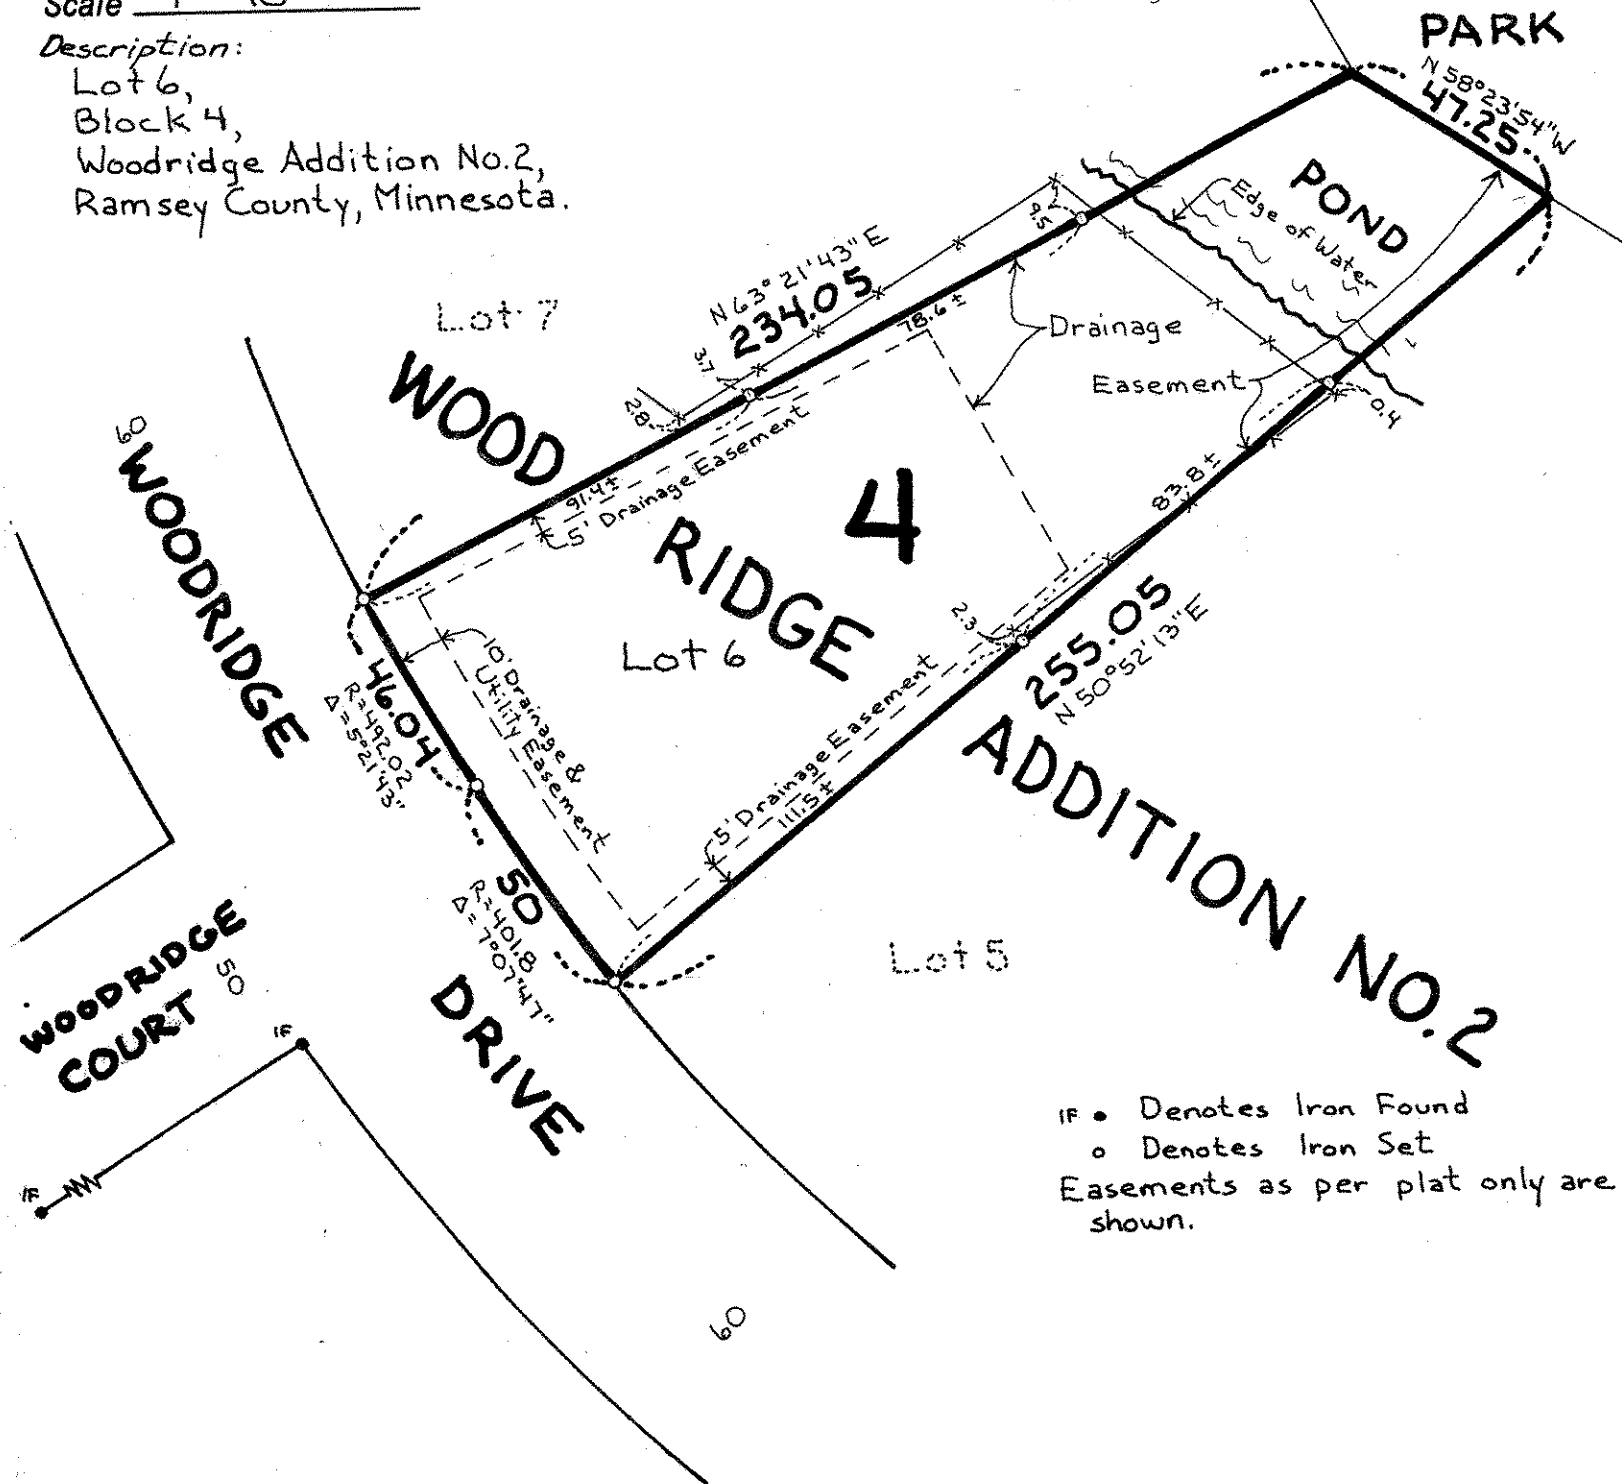 Scale
Description:
Lot 6,
Block 4,
Woodridge Addition No.2,
Ramsey County, Minnesota.
PARK
N 58°23'54"W
47.25
POND
Edge of Water
9.5
N 63° 21'43" E
234.05
Lot 7
78.6±
Drainage
Easement
0.4
3.7
2.8
WOOD
91.4±
5' Drainage Easement
4
83.8±
60
WOODRIDGE
RIDGE
Lot 6
2.3
255.05
N 50°52'13"E
10' Drainage &
Utility Easement
46.04
R=492.02
Δ = 5°21'43"
5' Drainage Easement
111.5±
ADDITION NO.2
50
R=401.8
Δ = 7°07'47"
Lot 5
WOODRIDGE
COURT
50
DRIVE
IF
IF
IF • Denotes Iron Found
o Denotes Iron Set
Easements as per plat only are
shown.
60